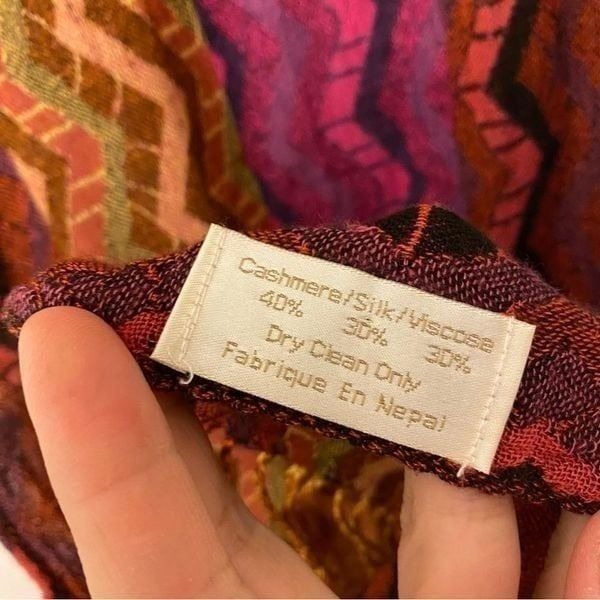 Cashmere/Silk/Viscose
40% 30% 30%
Dry Clean Only
Fabrique En Nepal